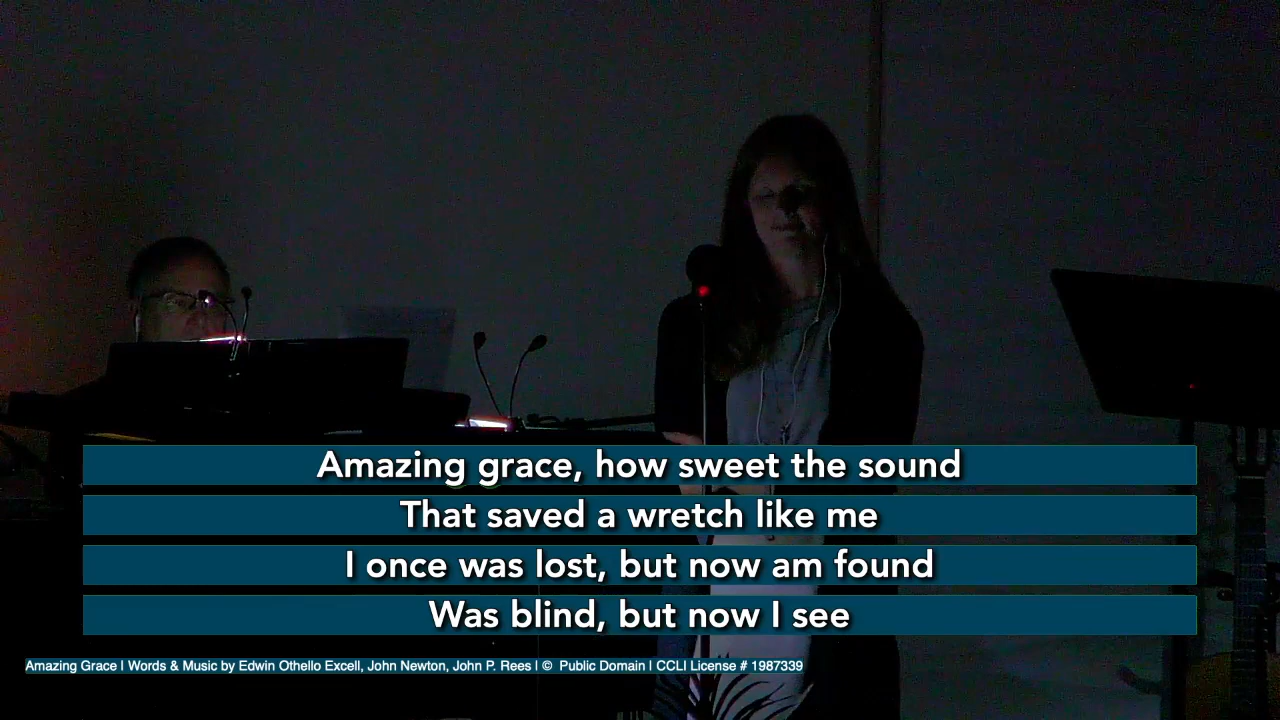 Amazing grace, how sweet the sound
That saved a wretch like me
I once was lost, but now am found
Was blind, but now I see
Amazing Grace | Words & Music by Edwin Othello Excell, John Newton, John P. Rees | © Public Domain | CCLI License # 1987339